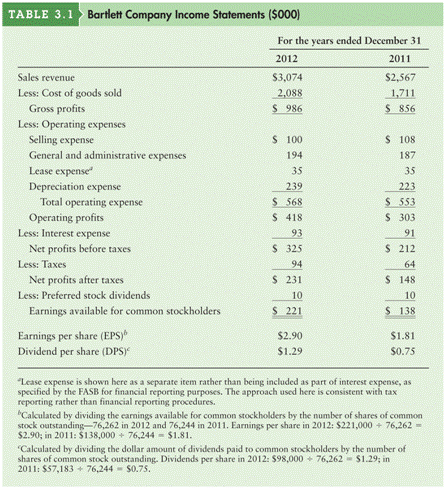 TABLE 3.1 Bartlett Company Income Statements ($000)
For the years ended December 31
2012 2011
Sales revenue $3,074 $2,567
Less: Cost of goods sold 2,088 1,711
Gross profits $ 986 $ 856
Less: Operating expenses
Selling expense $ 100 $ 108
General and administrative expenses 194 187
Lease expenseᵃ 35 35
Depreciation expense 239 223
Total operating expense $ 568 $ 553
Operating profits $ 418 $ 303
Less: Interest expense 93 91
Net profits before taxes $ 325 $ 212
Less: Taxes 94 64
Net profits after taxes $ 231 $ 148
Less: Preferred stock dividends 10 10
Earnings available for common stockholders $ 221 $ 138
Earnings per share (EPS)ᵇ $2.90 $1.81
Dividend per share (DPS)ᶜ $1.29 $0.75
ᵃLease expense is shown here as a separate item rather than being included as part of interest expense, as
specified by the FASB for financial reporting purposes. The approach used here is consistent with tax
reporting rather than financial reporting procedures.
ᵇCalculated by dividing the earnings available for common stockholders by the number of shares of common
stock outstanding—76,262 in 2012 and 76,244 in 2011. Earnings per share in 2012: $221,000 ÷ 76,262 =
$2.90; in 2011: $138,000 ÷ 76,244 = $1.81.
ᶜCalculated by dividing the dollar amount of dividends paid to common stockholders by the number of
shares of common stock outstanding. Dividends per share in 2012: $98,000 ÷ 76,262 = $1.29; in
2011: $57,183 ÷ 76,244 = $0.75.